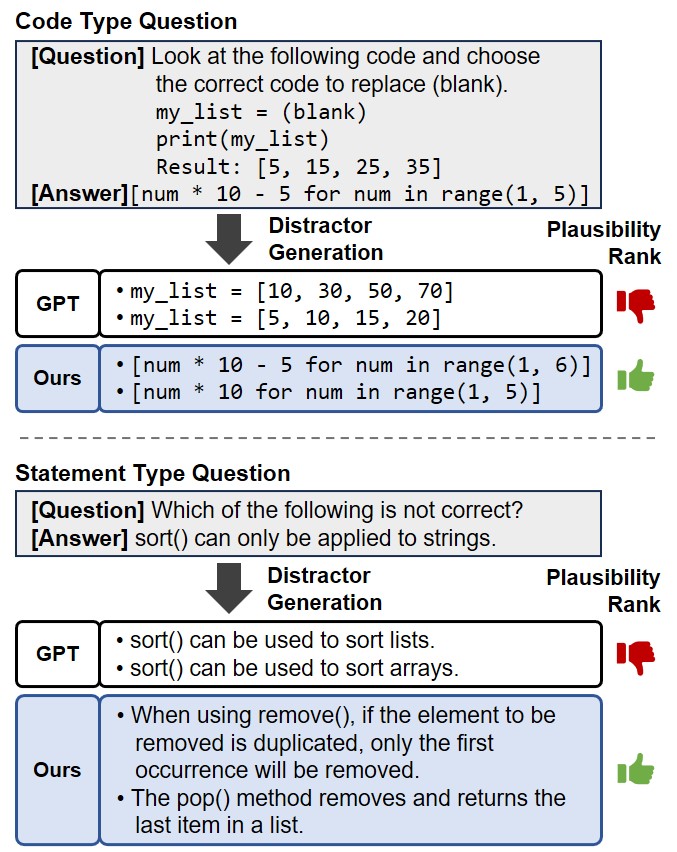 Code Type Question
[Question] Look at the following code and choose
the correct code to replace (blank).
my_list = (blank)
print(my_list)
Result: [5, 15, 25, 35]
[Answer][num * 10 - 5 for num in range(1, 5)]
Distractor
Generation
Plausibility
Rank
GPT
• my_list = [10, 30, 50, 70]
• my_list = [5, 10, 15, 20]
Ours
• [num * 10 - 5 for num in range(1, 6)]
• [num * 10 for num in range(1, 5)]
Statement Type Question
[Question] Which of the following is not correct?
[Answer] sort() can only be applied to strings.
Distractor
Generation
Plausibility
Rank
GPT
• sort() can be used to sort lists.
• sort() can be used to sort arrays.
Ours
• When using remove(), if the element to be
removed is duplicated, only the first
occurrence will be removed.
• The pop() method removes and returns the
last item in a list.